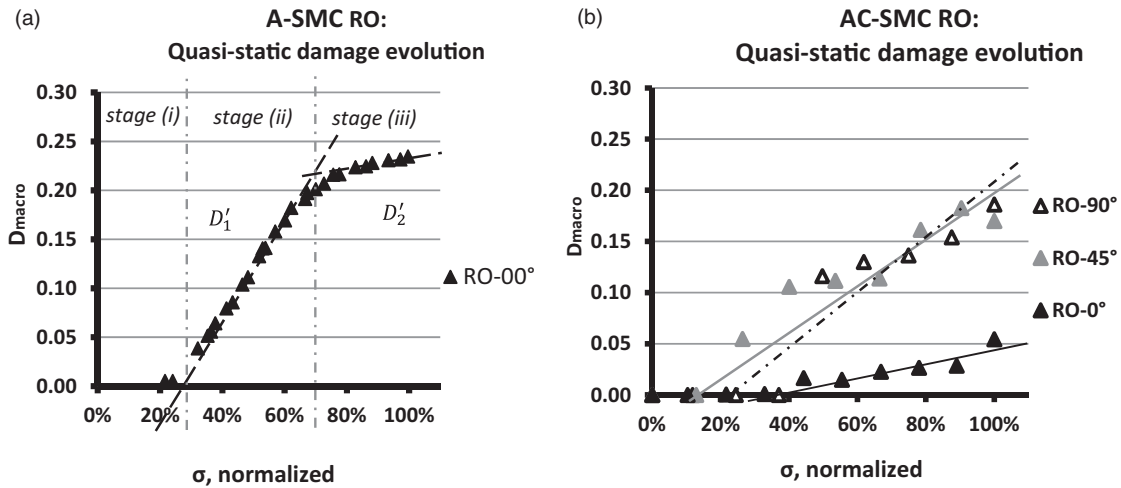 (a)
A-SMC RO:
Quasi-static damage evolution
0.30
0.25
0.20
0.15
0.10
0.05
0.00
D_macro
stage (i)
stage (ii)
stage (iii)
D′₁
D′₂
RO-00°
0%
20%
40%
60%
80%
100%
σ, normalized
(b)
AC-SMC RO:
Quasi-static damage evolution
0.30
0.25
0.20
0.15
0.10
0.05
0.00
D_macro
RO-90°
RO-45°
RO-0°
0%
20%
40%
60%
80%
100%
σ, normalized